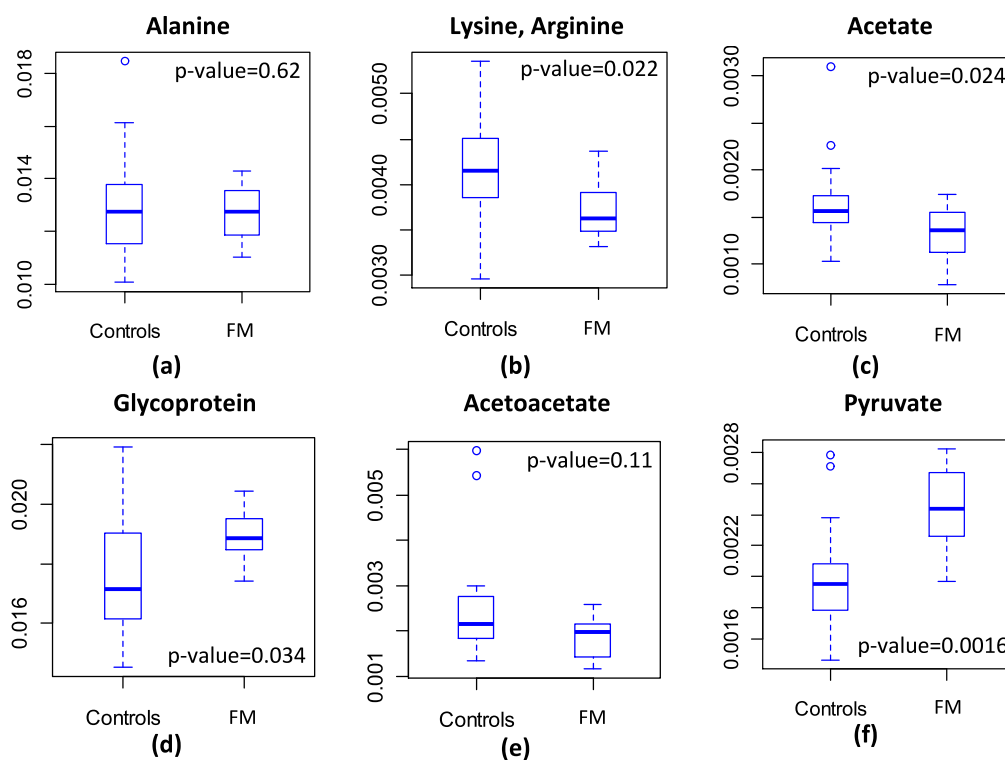 Alanine
p-value=0.62
0.018
0.014
0.010
Controls
FM
(a)
Lysine, Arginine
p-value=0.022
0.0050
0.0040
0.0030
Controls
FM
(b)
Acetate
p-value=0.024
0.0030
0.0020
0.0010
Controls
FM
(c)
Glycoprotein
0.020
0.016
p-value=0.034
Controls
FM
(d)
Acetoacetate
p-value=0.11
0.005
0.003
0.001
Controls
FM
(e)
Pyruvate
0.0028
0.0022
0.0016
p-value=0.0016
Controls
FM
(f)